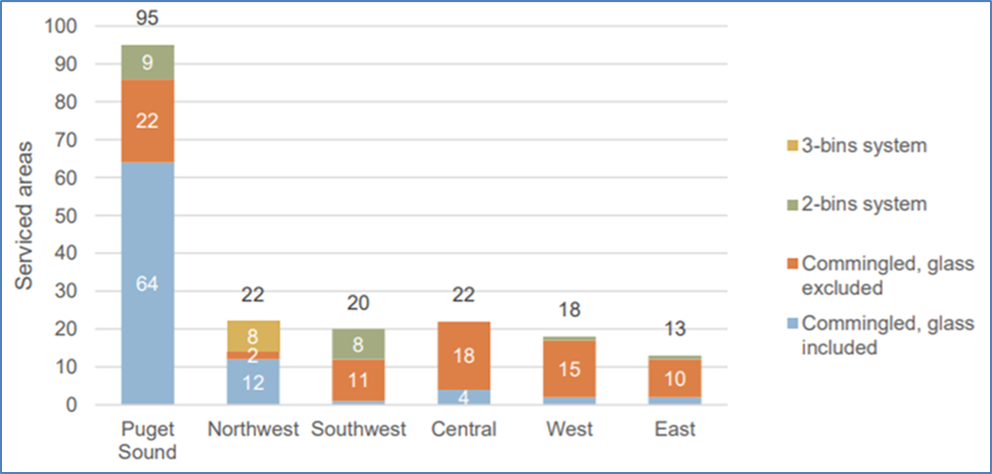 95
100
90
80
70
60
50
40
30
20
10
0
Serviced areas
9
22
64
22
8
2
12
20
8
11
22
18
4
18
15
13
10
Puget
Sound
Northwest
Southwest
Central
West
East
3-bins system
2-bins system
Commingled, glass
excluded
Commingled, glass
included